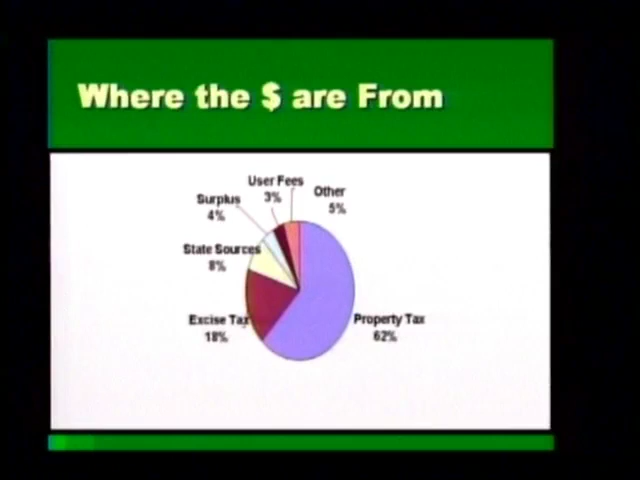 Where the $ are From
User Fees
3%
Other
5%
Surplus
4%
State Sources
8%
Excise Tax
18%
Property Tax
62%